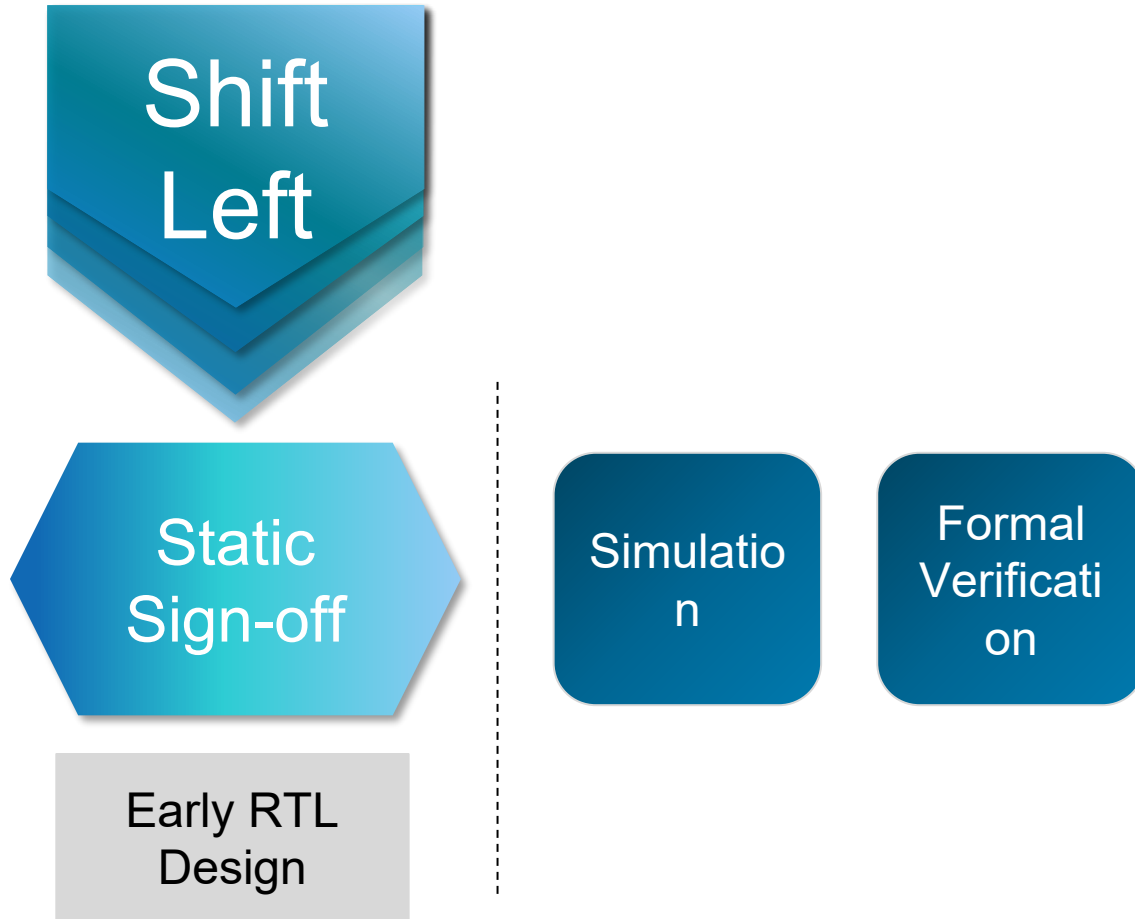 Shift
Left
Static
Sign-off
Simulatio
n
Formal
Verificati
on
Early RTL
Design